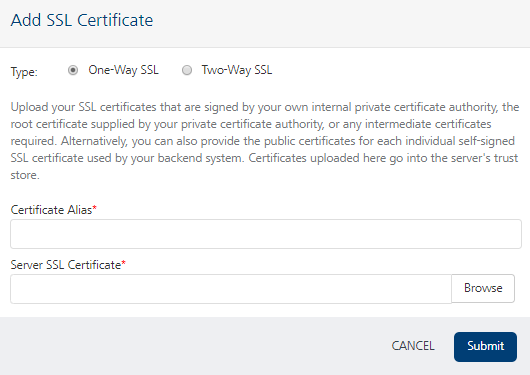 Add SSL Certificate
Type: One-Way SSL Two-Way SSL
Upload your SSL certificates that are signed by your own internal private certificate authority, the
root certificate supplied by your private certificate authority, or any intermediate certificates
required. Alternatively, you can also provide the public certificates for each individual self-signed
SSL certificate used by your backend system. Certificates uploaded here go into the server's trust
store.
Certificate Alias*
Server SSL Certificate*
Browse
CANCEL Submit